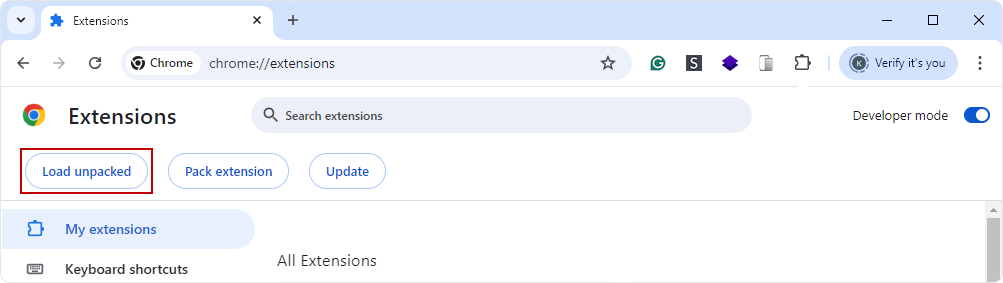 Extensions
Chrome chrome://extensions S K Verify it's you
Extensions Search extensions Developer mode
Load unpacked Pack extension Update
My extensions
All Extensions
Keyboard shortcuts